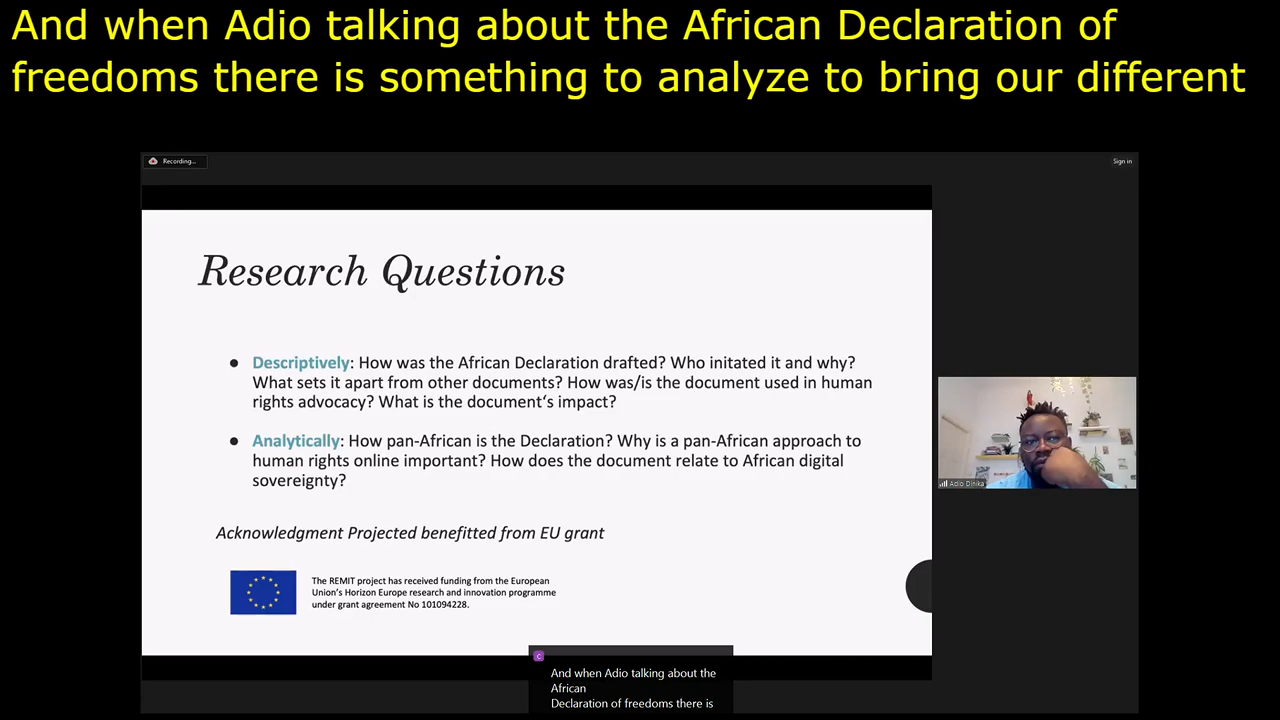 And when Adio talking about the African Declaration of
freedoms there is something to analyze to bring our different
Recording...
Sign in
Research Questions
● Descriptively: How was the African Declaration drafted? Who initated it and why?
What sets it apart from other documents? How was/is the document used in human
rights advocacy? What is the document‘s impact?
● Analytically: How pan-African is the Declaration? Why is a pan-African approach to
human rights online important? How does the document relate to African digital
sovereignty?
Adio Dinika
Acknowledgment Projected benefitted from EU grant
The REMIT project has received funding from the European
Union’s Horizon Europe research and innovation programme
under grant agreement No 101094228.
C
And when Adio talking about the
African
Declaration of freedoms there is